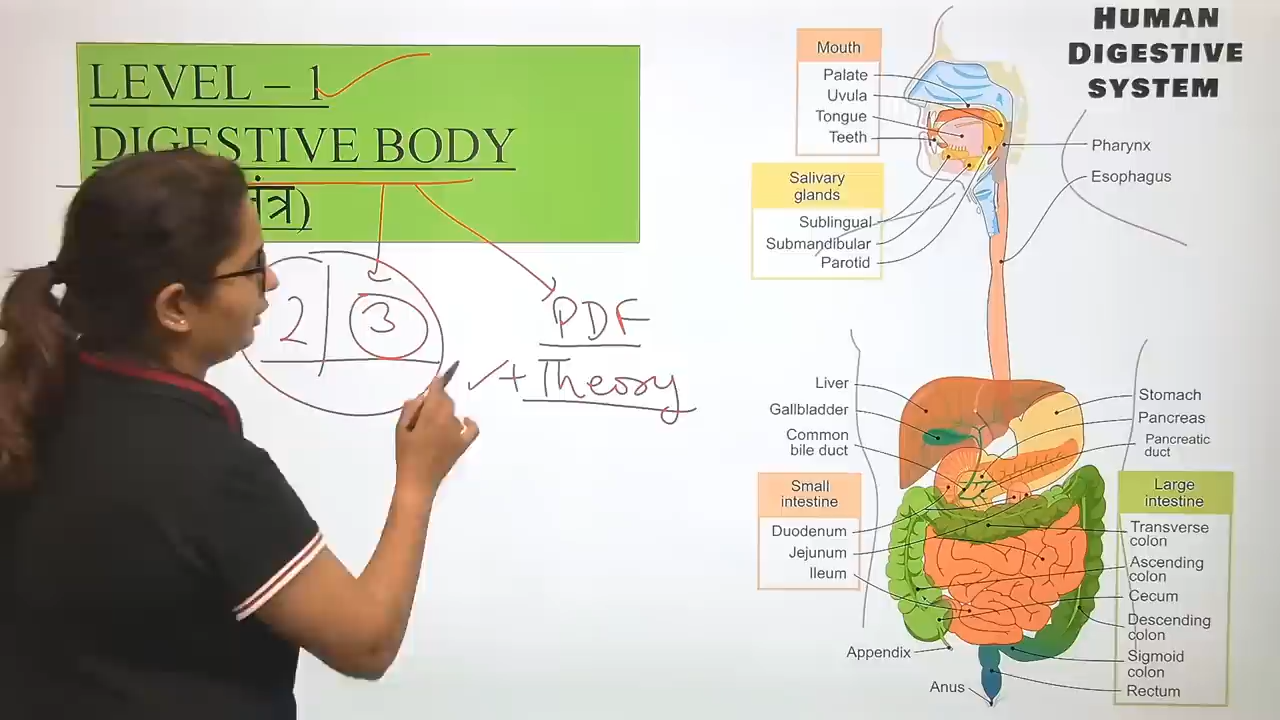 LEVEL – 1
DIGESTIVE BODY
तंत्र)
2 3
PDF
+ Theory
HUMAN
DIGESTIVE
SYSTEM
Mouth
Palate
Uvula
Tongue
Teeth
Salivary
glands
Sublingual
Submandibular
Parotid
Pharynx
Esophagus
Liver
Gallbladder
Common
bile duct
Stomach
Pancreas
Pancreatic
duct
Small
intestine
Duodenum
Jejunum
Ileum
Large
intestine
Transverse
colon
Ascending
colon
Cecum
Descending
colon
Sigmoid
colon
Rectum
Appendix
Anus